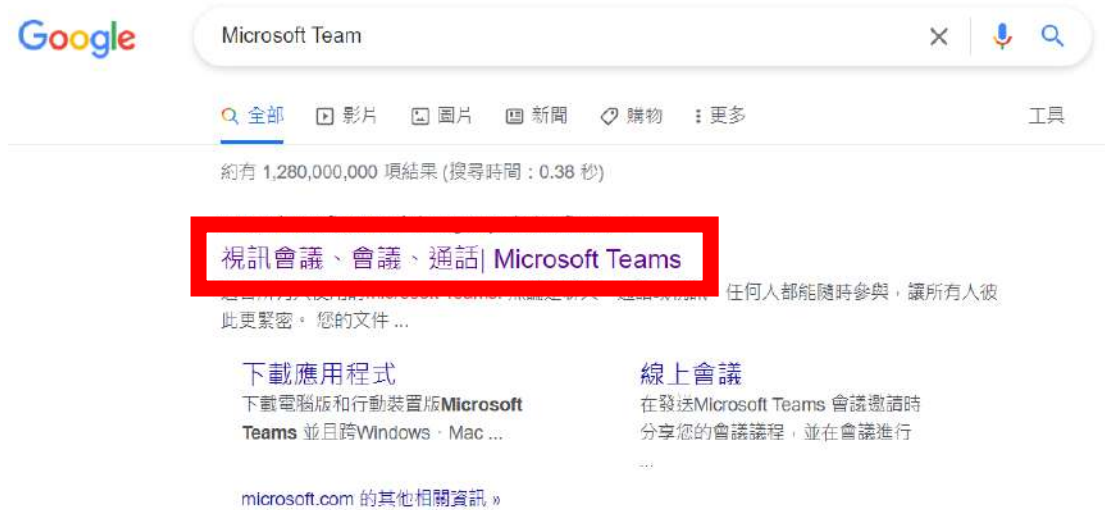 Google
Microsoft Team
全部 影片 圖片 新聞 購物 更多 工具
約有 1,280,000,000 項結果 (搜尋時間：0.38 秒)
視訊會議、會議、通話| Microsoft Teams
任何人都能隨時參與，讓所有人彼
此更緊密。 您的文件 ...
下載應用程式
下載電腦版和行動裝置版Microsoft
Teams 並且跨Windows、Mac ...
線上會議
在發送Microsoft Teams 會議邀請時
分享您的會議議程，並在會議進行
...
microsoft.com 的其他相關資訊 »